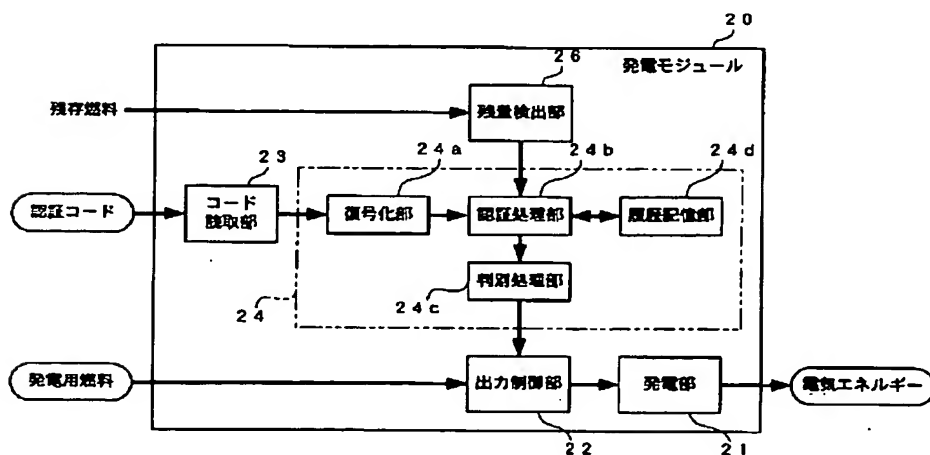 20
発電モジュール
26
残存燃料
残量検出部
23
24a
24b
24d
認証コード
コード
読取部
復号化部
認証処理部
履歴記憶部
判別処理部
24
24c
発電用燃料
出力制御部
発電部
電気エネルギー
22
21